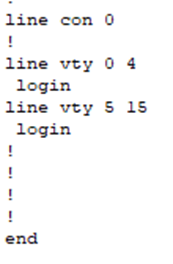 !
line con 0
!
line vty 0 4
 login
line vty 5 15
 login
!
!
!
!
end